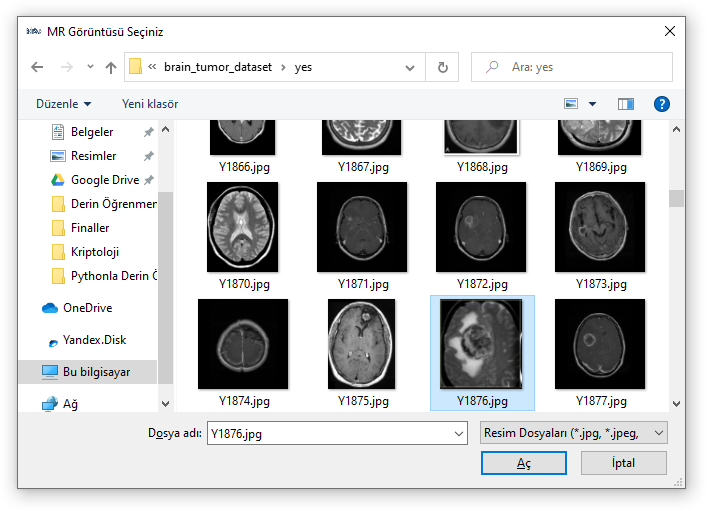 MR Görüntüsü Seçiniz
« brain_tumor_dataset › yes
Ara: yes
Düzenle
Yeni klasör
Belgeler
Resimler
Google Drive
Derin Öğrenmen
Finaller
Kriptoloji
Pythonla Derin Ö
OneDrive
Yandex.Disk
Bu bilgisayar
Ağ
Y1866.jpg
Y1867.jpg
Y1868.jpg
Y1869.jpg
Y1870.jpg
Y1871.jpg
Y1872.jpg
Y1873.jpg
Y1874.jpg
Y1875.jpg
Y1876.jpg
Y1877.jpg
Dosya adı:
Y1876.jpg
Resim Dosyaları (*.jpg, *.jpeg,
Aç
İptal